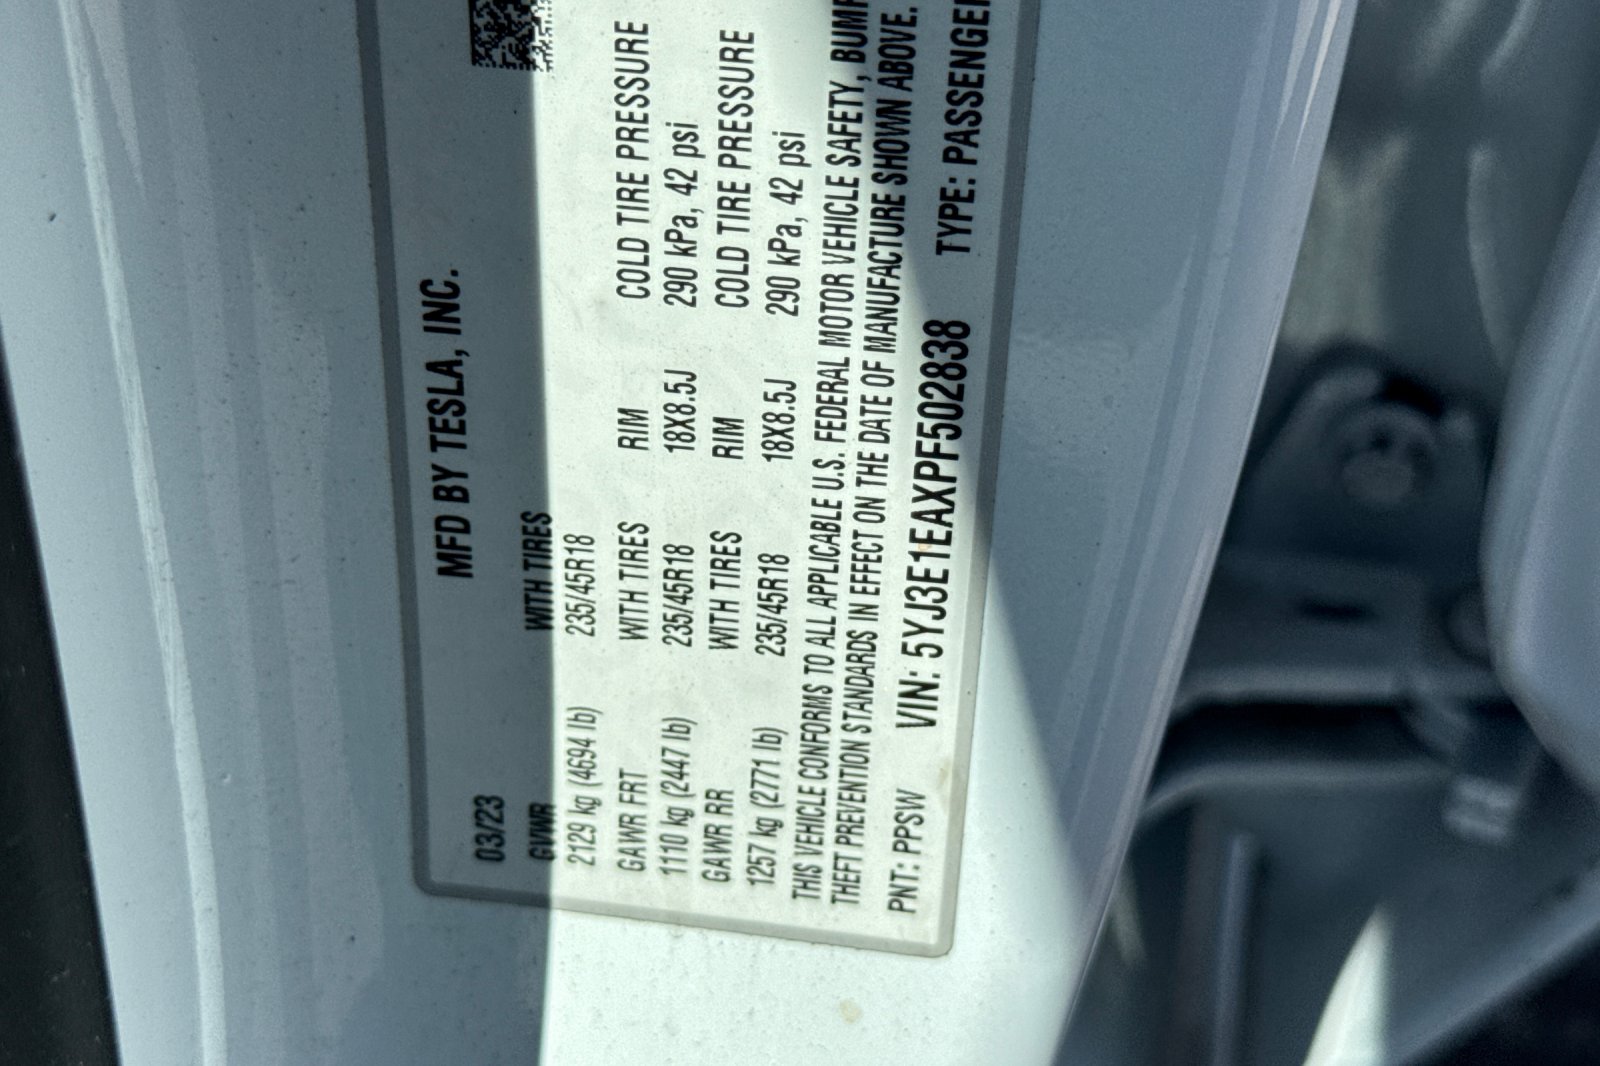 MFD BY TESLA, INC.
03/23
GVWR WITH TIRES
2129 kg (4694 lb) 235/45R18
GAWR FRT WITH TIRES RIM COLD TIRE PRESSURE
1110 kg (2447 lb) 235/45R18 18X8.5J 290 kPa, 42 psi
GAWR RR WITH TIRES RIM COLD TIRE PRESSURE
1257 kg (2771 lb) 235/45R18 18X8.5J 290 kPa, 42 psi
THIS VEHICLE CONFORMS TO ALL APPLICABLE U.S. FEDERAL MOTOR VEHICLE SAFETY,
THEFT PREVENTION STANDARDS IN EFFECT ON THE DATE OF MANUFACTURE SHOWN ABOVE.
PNT: PPSW VIN: 5YJ3E1EAXPF502838 TYPE: PASSENGE